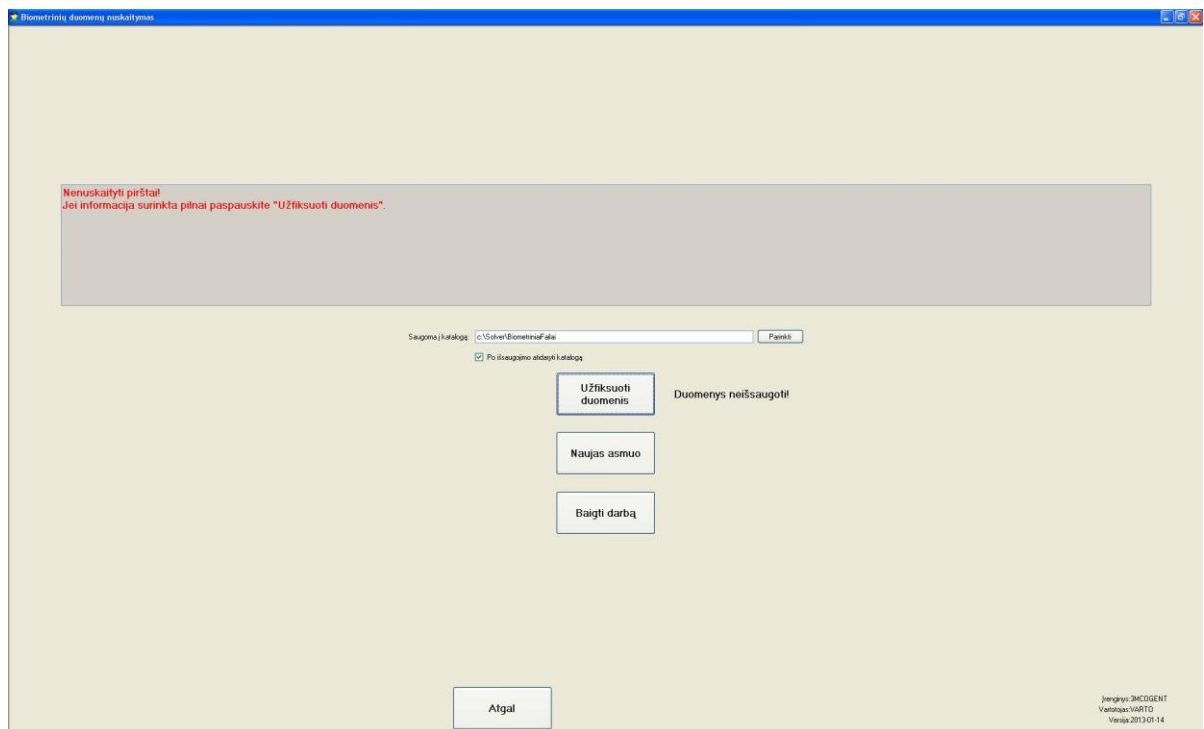 Biometrinių duomenų nuskaitymas
Nenuskaityti pirštai!
Jei informacija surinkta pilnai paspauskite "Užfiksuoti duomenis".
Saugoma į katalogą: c:\Solver\BiometriniaiFailai Parinkti
Po išsaugojimo atidaryti katalogą
Užfiksuoti
duomenis
Duomenys neišsaugoti!
Naujas asmuo
Baigti darbą
Atgal
Įrenginys:3MCOGENT
Vartotojas:VARTO
Versija:2013-01-14